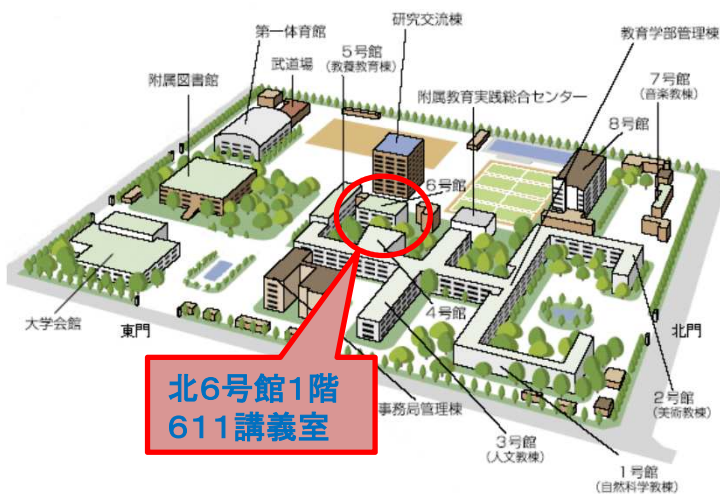 研究交流棟
第一体育館
教育学部管理棟
5号館
(教養教育棟)
武道場
7号館
(音楽教棟)
附属図書館
附属教育実践総合センター
8号館
6号館
4号館
大学会館
東門
北門
北6号館1階
611講義室
事務局管理棟
2号館
(美術教棟)
3号館
(人文教棟)
1号館
(自然科学教棟)